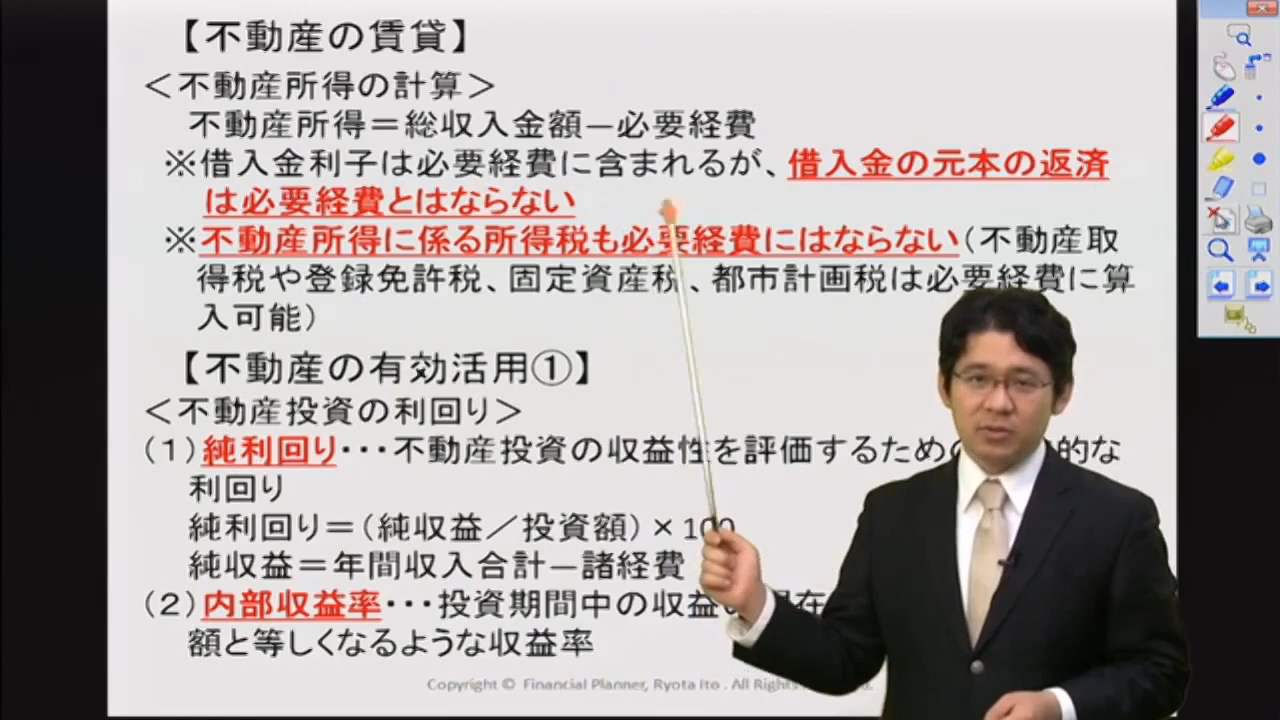 【不動産の賃貸】
＜不動産所得の計算＞
不動産所得＝総収入金額―必要経費
※借入金利子は必要経費に含まれるが、借入金の元本の返済
は必要経費とはならない
※不動産所得に係る所得税も必要経費にはならない（不動産取
得税や登録免許税、固定資産税、都市計画税は必要経費に算
入可能）
【不動産の有効活用①】
＜不動産投資の利回り＞
（1）純利回り・・・不動産投資の収益性を評価するための 的な
利回り
純利回り＝（純収益／投資額）×100
純収益＝年間収入合計―諸経費
（2）内部収益率・・・投資期間中の収益の現在
額と等しくなるような収益率
Copyright © Financial Planner, Ryota Ito . All Rights